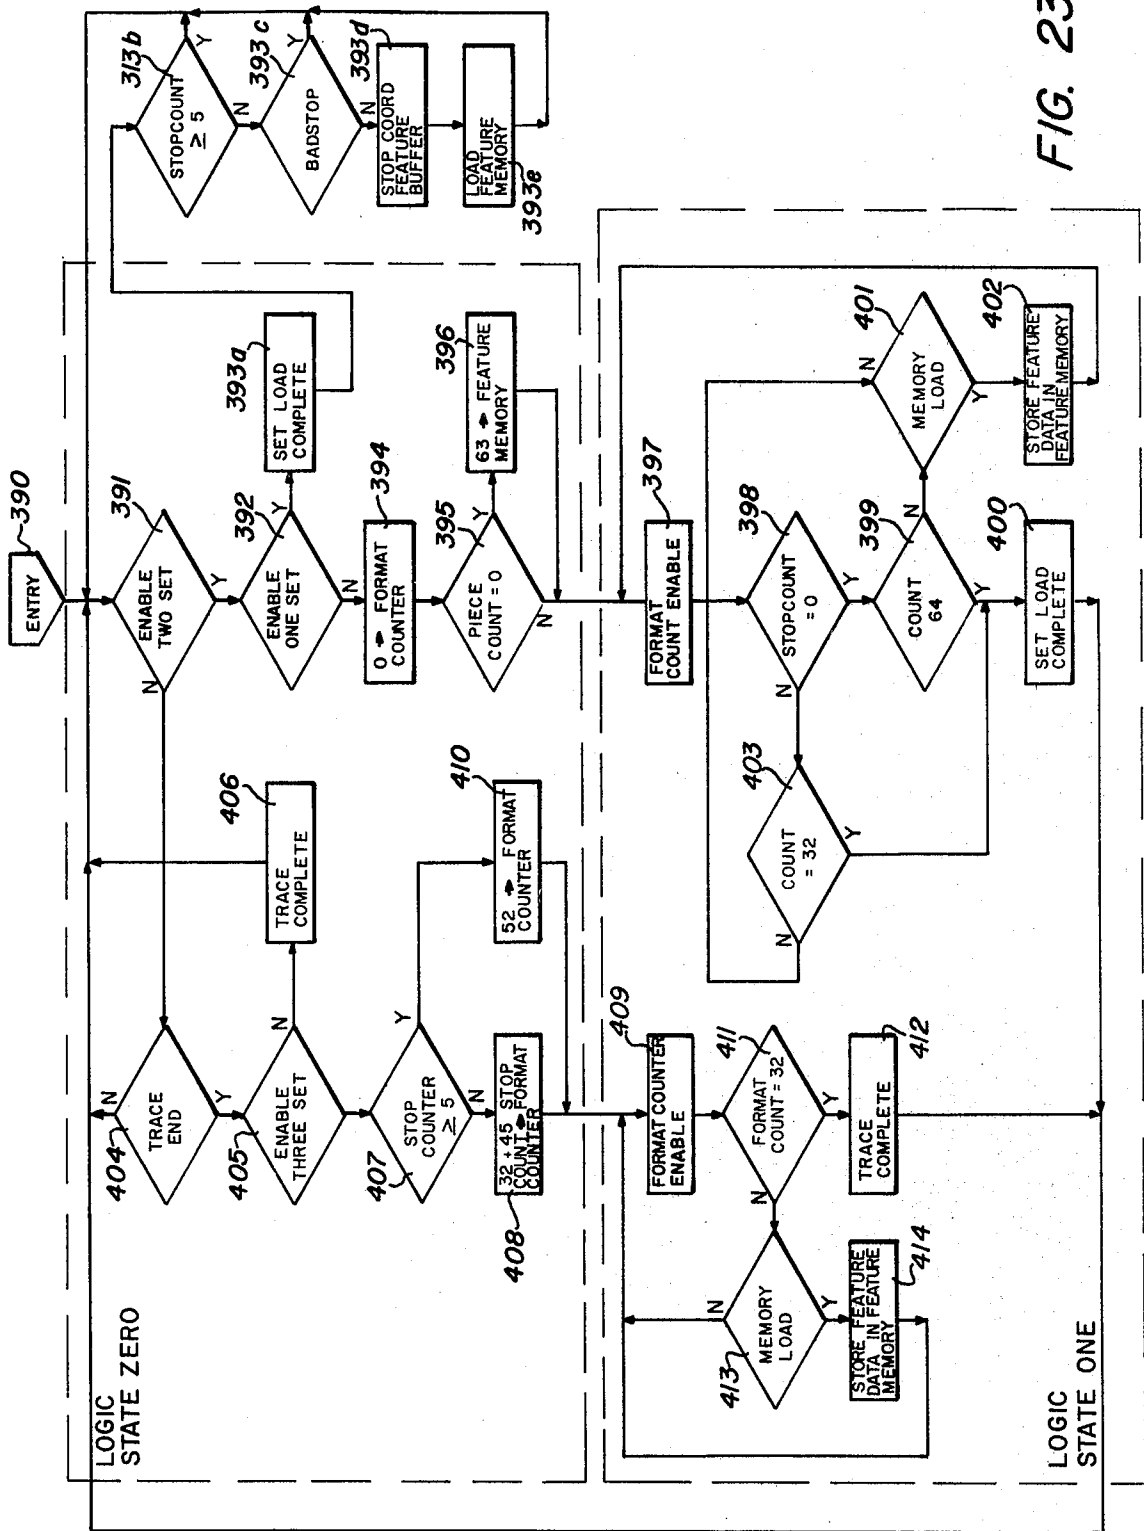 FIG. 23
390
ENTRY
LOGIC
STATE ZERO
391
ENABLE
TWO SET
N
Y
392
ENABLE
ONE SET
Y
N
393a
SET LOAD
COMPLETE
313b
STOPCOUNT
≥ 5
Y
N
393c
BADSTOP
Y
N
393d
STOP COORD
FEATURE
BUFFER
LOAD
FEATURE
MEMORY
393e
394
0 → FORMAT
COUNTER
395
PIECE
COUNT = 0
Y
N
396
63 → FEATURE
MEMORY
404
TRACE
END
N
Y
405
ENABLE
THREE SET
N
406
TRACE
COMPLETE
407
STOP
COUNTER
≥ 5
Y
N
408
32 + 45 STOP
COUNT → FORMAT
COUNTER
410
52 → FORMAT
COUNTER
LOGIC
STATE ONE
397
FORMAT
COUNT ENABLE
398
STOPCOUNT
= 0
N
Y
399
COUNT
64
N
Y
400
SET LOAD
COMPLETE
401
MEMORY
LOAD
N
Y
402
STORE FEATURE
DATA IN
FEATURE MEMORY
403
COUNT
= 32
N
Y
409
FORMAT COUNTER
ENABLE
411
FORMAT
COUNT = 32
N
Y
412
TRACE
COMPLETE
413
MEMORY
LOAD
N
Y
414
STORE FEATURE
DATA IN FEATURE
MEMORY